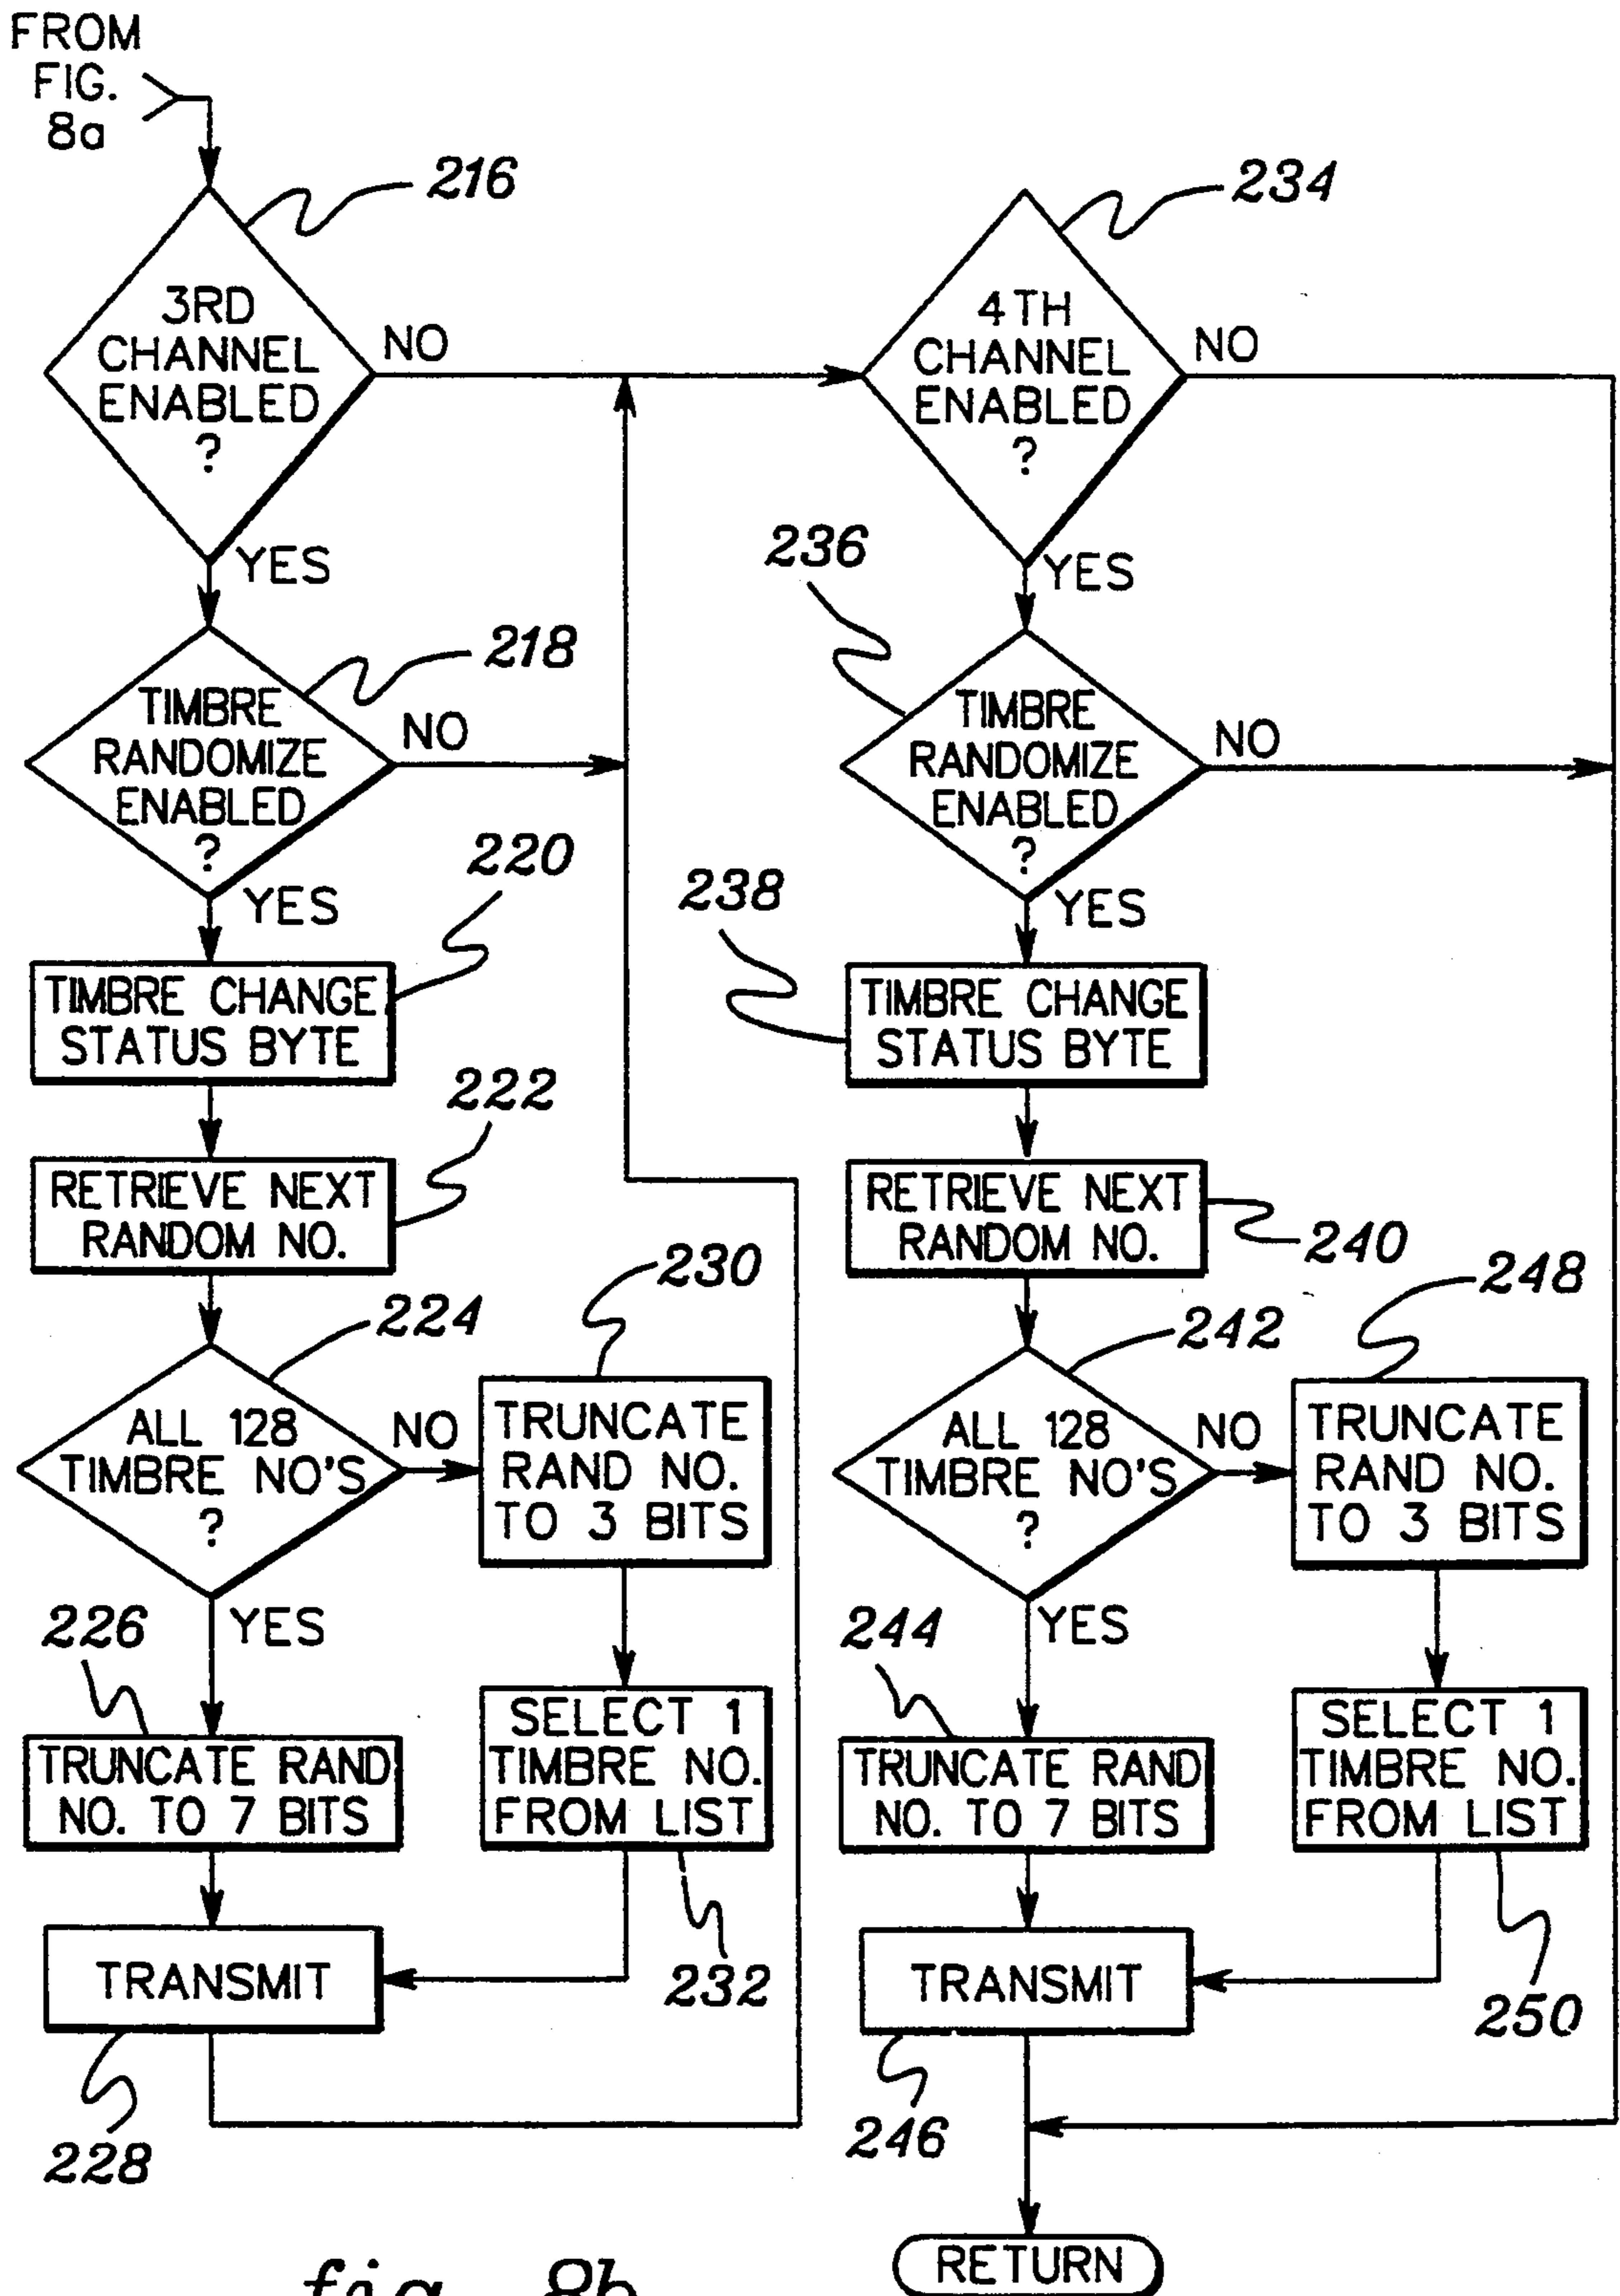 FROM
FIG.
8a
216
3RD
CHANNEL
ENABLED
?
NO
YES
218
TIMBRE
RANDOMIZE
ENABLED
?
NO
YES
220
TIMBRE CHANGE
STATUS BYTE
222
RETRIEVE NEXT
RANDOM NO.
224
ALL 128
TIMBRE NO'S
?
NO
YES
230
TRUNCATE
RAND NO.
TO 3 BITS
226
TRUNCATE RAND
NO. TO 7 BITS
SELECT 1
TIMBRE NO.
FROM LIST
232
TRANSMIT
228
234
4TH
CHANNEL
ENABLED
?
NO
YES
236
TIMBRE
RANDOMIZE
ENABLED
?
NO
YES
238
TIMBRE CHANGE
STATUS BYTE
RETRIEVE NEXT
RANDOM NO.
240
242
ALL 128
TIMBRE NO'S
?
NO
YES
248
TRUNCATE
RAND NO.
TO 3 BITS
244
TRUNCATE RAND
NO. TO 7 BITS
SELECT 1
TIMBRE NO.
FROM LIST
250
TRANSMIT
246
RETURN
fig. 8b